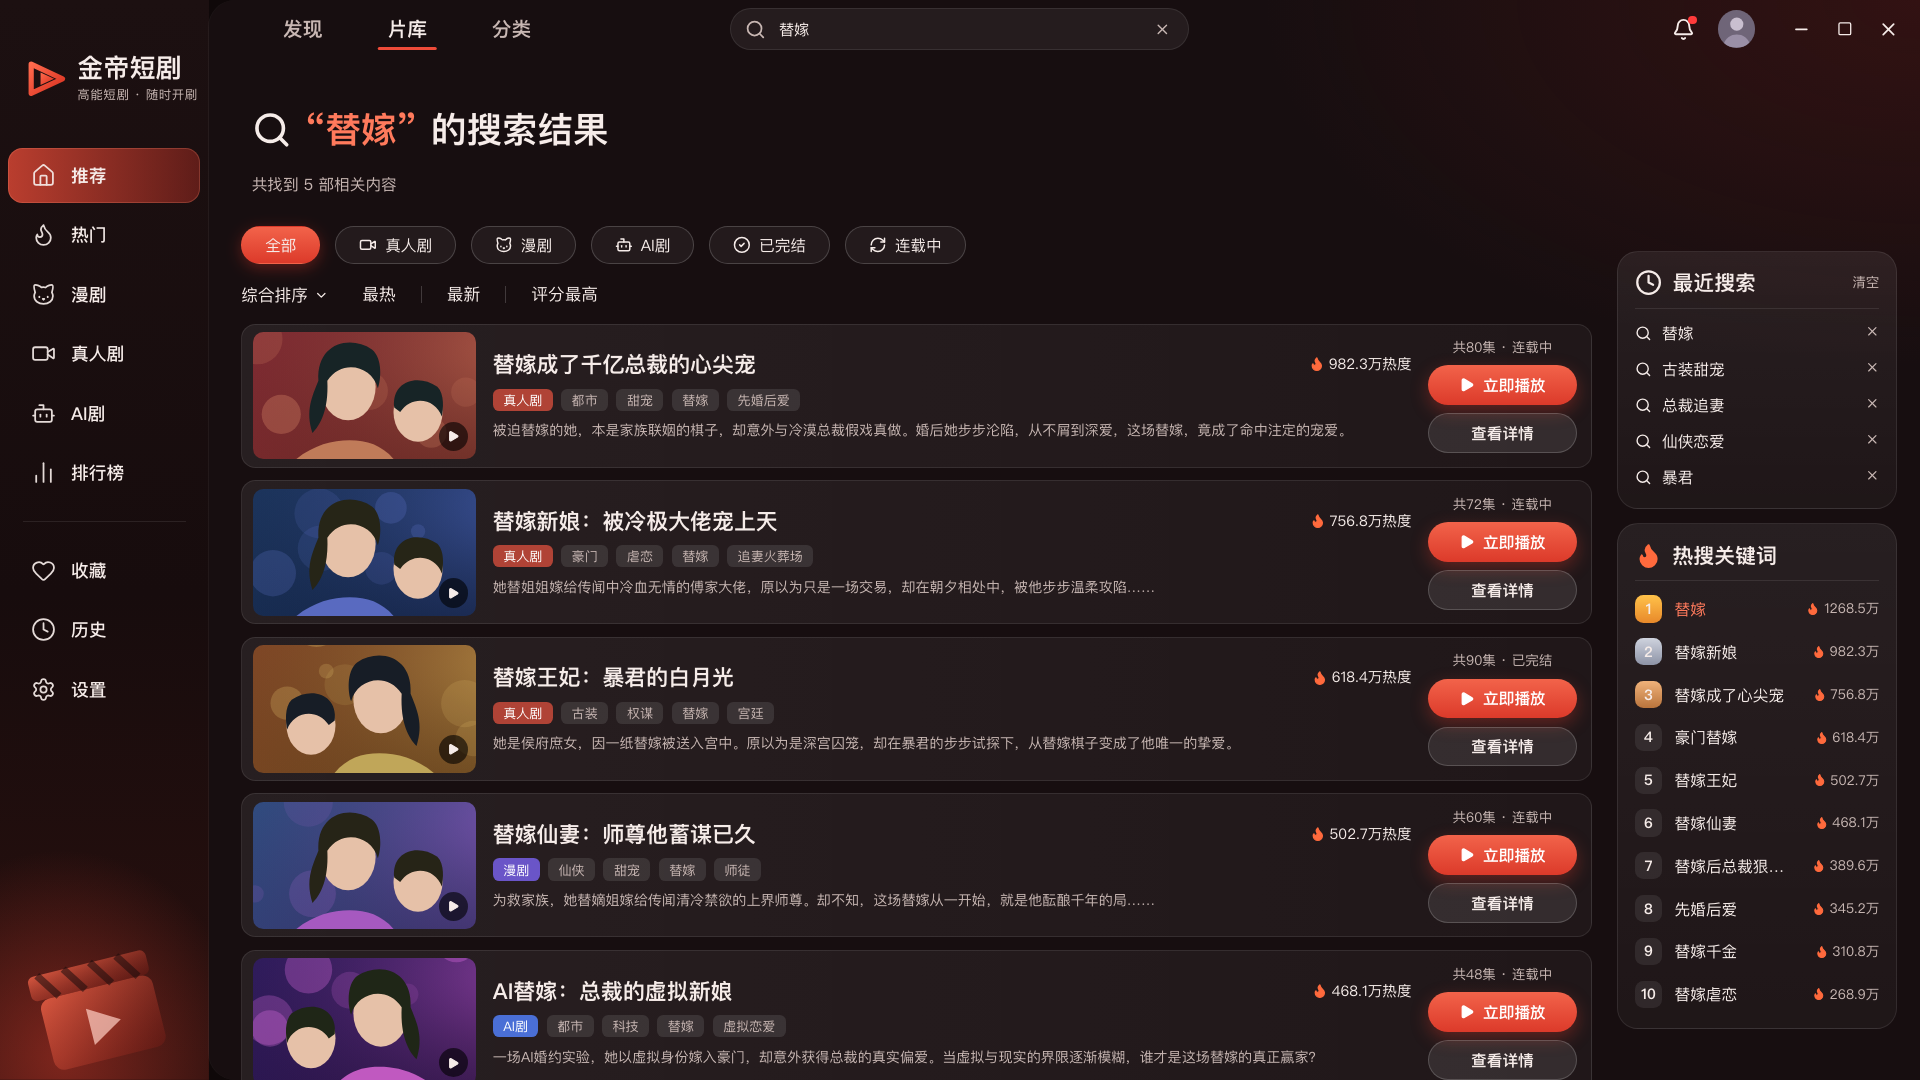 金帝短剧
高能短剧 · 随时开刷
推荐
热门
漫剧
真人剧
AI剧
排行榜
收藏
历史
设置
发现
片库
分类
替嫁
“替嫁” 的搜索结果
共找到 5 部相关内容
全部
真人剧
漫剧
AI剧
已完结
连载中
综合排序
最热
最新
评分最高
替嫁成了千亿总裁的心尖宠
982.3万热度
真人剧 都市 甜宠 替嫁 先婚后爱
被迫替嫁的她，本是家族联姻的棋子，却意外与冷漠总裁假戏真做。婚后她步步沦陷，从不屑到深爱，这场替嫁，竟成了命中注定的宠爱。
共80集 · 连载中
立即播放
查看详情
替嫁新娘：被冷极大佬宠上天
756.8万热度
真人剧 豪门 虐恋 替嫁 追妻火葬场
她替姐姐嫁给传闻中冷血无情的傅家大佬，原以为只是一场交易，却在朝夕相处中，被他步步温柔攻陷……
共72集 · 连载中
立即播放
查看详情
替嫁王妃：暴君的白月光
618.4万热度
真人剧 古装 权谋 替嫁 宫廷
她是侯府庶女，因一纸替嫁被送入宫中。原以为是深宫囚笼，却在暴君的步步试探下，从替嫁棋子变成了他唯一的挚爱。
共90集 · 已完结
立即播放
查看详情
替嫁仙妻：师尊他蓄谋已久
502.7万热度
漫剧 仙侠 甜宠 替嫁 师徒
为救家族，她替嫡姐嫁给传闻清冷禁欲的上界师尊。却不知，这场替嫁从一开始，就是他酝酿千年的局……
共60集 · 连载中
立即播放
查看详情
AI替嫁：总裁的虚拟新娘
468.1万热度
AI剧 都市 科技 替嫁 虚拟恋爱
一场AI婚约实验，她以虚拟身份嫁入豪门，却意外获得总裁的真实偏爱。当虚拟与现实的界限逐渐模糊，谁才是这场替嫁的真正赢家？
共48集 · 连载中
立即播放
查看详情
最近搜索
清空
替嫁
古装甜宠
总裁追妻
仙侠恋爱
暴君
热搜关键词
1 替嫁 1268.5万
2 替嫁新娘 982.3万
3 替嫁成了心尖宠 756.8万
4 豪门替嫁 618.4万
5 替嫁王妃 502.7万
6 替嫁仙妻 468.1万
7 替嫁后总裁狠... 389.6万
8 先婚后爱 345.2万
9 替嫁千金 310.8万
10 替嫁虐恋 268.9万